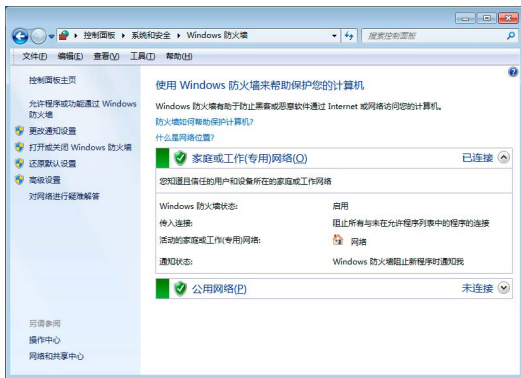 控制面板 ▸ 系统和安全 ▸ Windows 防火墙
搜索控制面板
文件(F) 编辑(E) 查看(V) 工具(T) 帮助(H)
控制面板主页
允许程序或功能通过 Windows
防火墙
更改通知设置
打开或关闭 Windows 防火墙
还原默认设置
高级设置
对网络进行疑难解答
另请参阅
操作中心
网络和共享中心
使用 Windows 防火墙来帮助保护您的计算机
Windows 防火墙有助于防止黑客或恶意软件通过 Internet 或网络访问您的计算机。
防火墙如何帮助保护计算机?
什么是网络位置?
家庭或工作(专用)网络(O) 已连接
您知道且信任的用户和设备所在的家庭或工作网络
Windows 防火墙状态: 启用
传入连接: 阻止所有与未在允许程序列表中的程序的连接
活动的家庭或工作(专用)网络: 网络
通知状态: Windows 防火墙阻止新程序时通知我
公用网络(P) 未连接